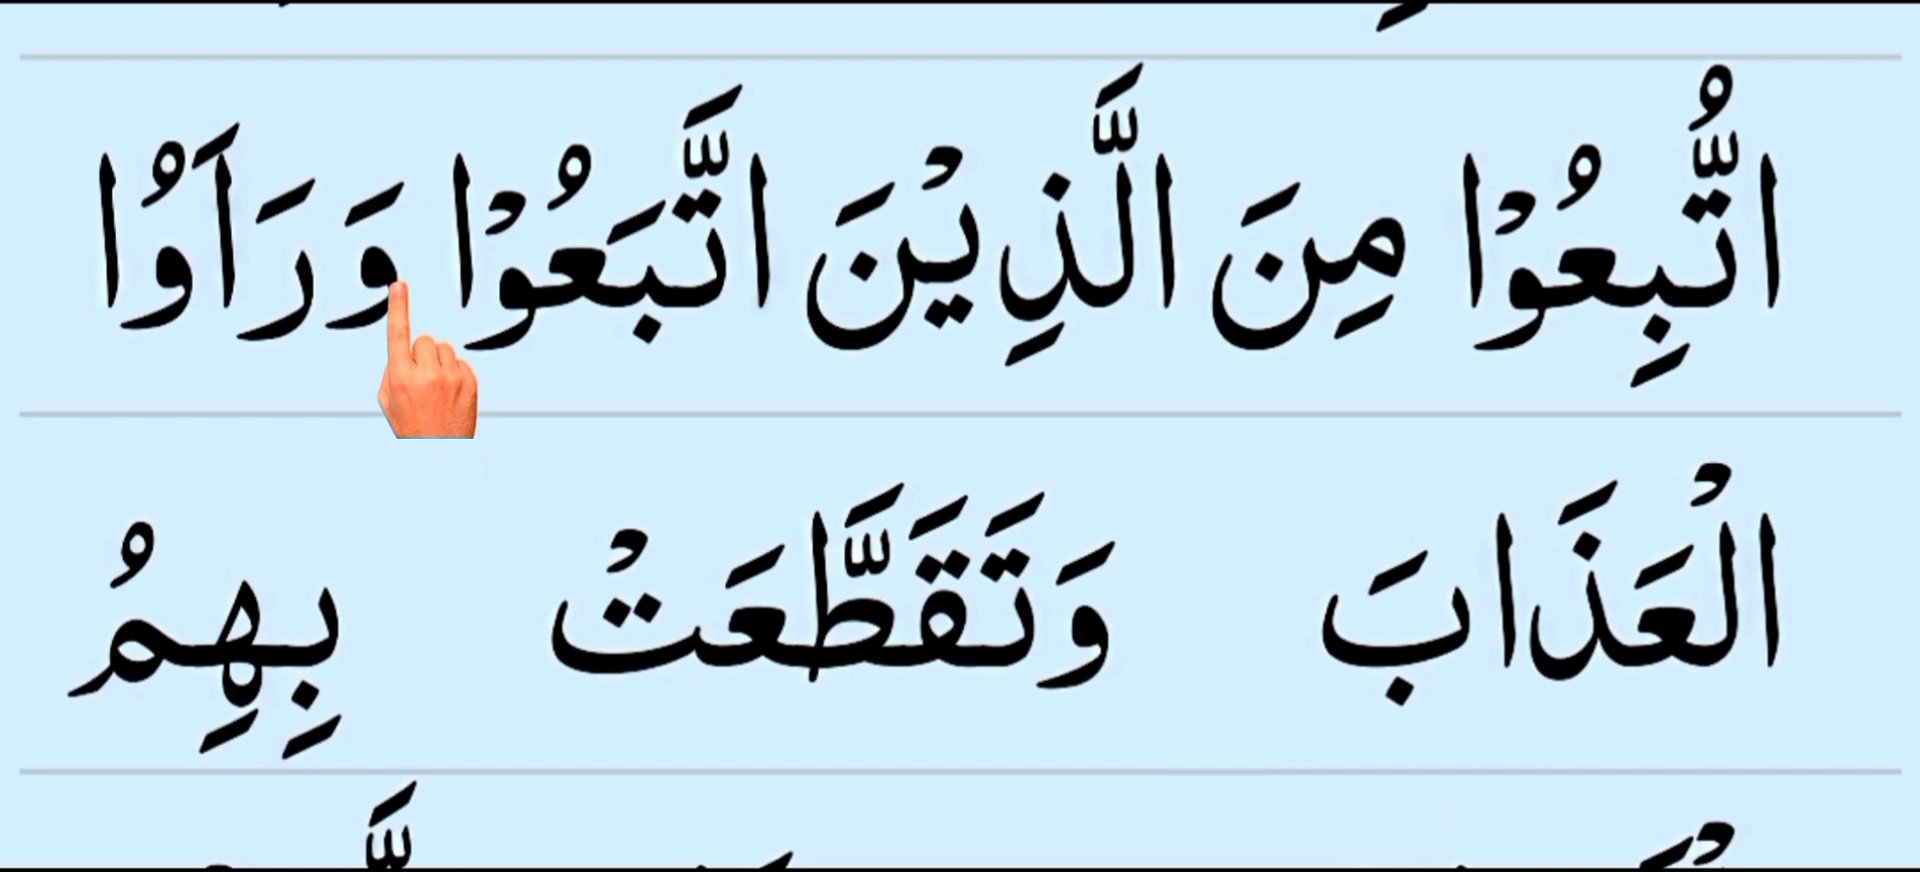 اتُّبِعُوْا مِنَ الَّذِيْنَ اتَّبَعُوْا وَرَاَوُا
الْعَذَابَ وَتَقَطَّعَتْ بِهِمُ